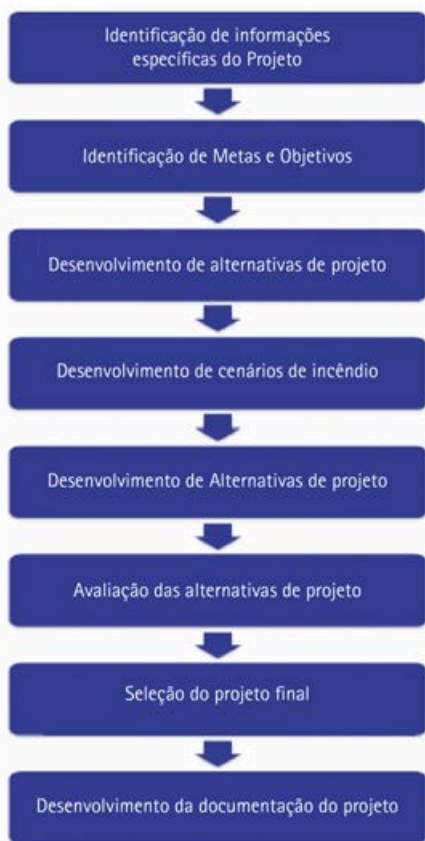 Identificação de informações
específicas do Projeto
Identificação de Metas e Objetivos
Desenvolvimento de alternativas de projeto
Desenvolvimento de cenários de incêndio
Desenvolvimento de Alternativas de projeto
Avaliação das alternativas de projeto
Seleção do projeto final
Desenvolvimento da documentação do projeto